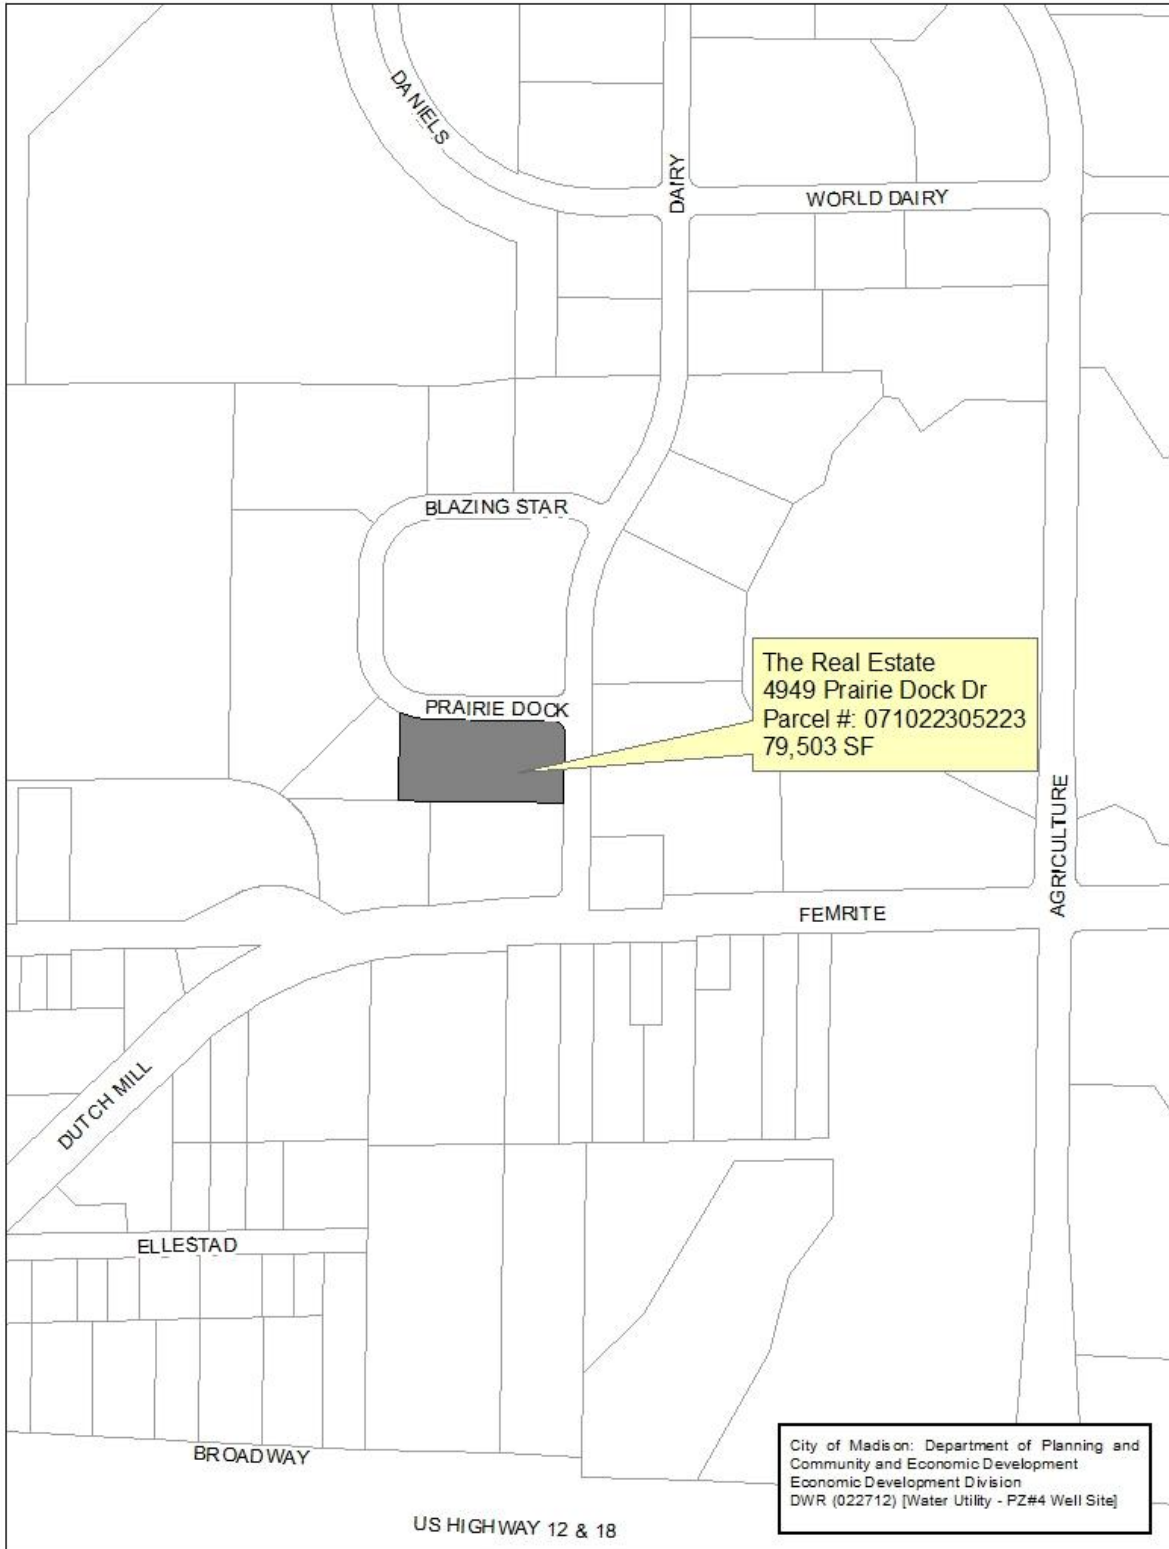 DANIELS
DAIRY
WORLD DAIRY
BLAZING STAR
The Real Estate
4949 Prairie Dock Dr
Parcel #: 071022305223
79,503 SF
PRAIRIE DOCK
AGRICULTURE
FEMRITE
DUTCH MILL
ELLESTAD
BROADWAY
City of Madison: Department of Planning and
Community and Economic Development
Economic Development Division
DWR (022712) [Water Utility - PZ#4 Well Site]
US HIGHWAY 12 & 18